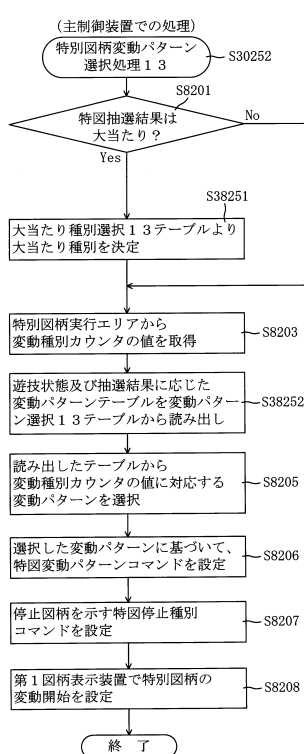 (主制御装置での処理)
特別図柄変動パターン
選択処理13
S30252
S8201
特図抽選結果は
大当たり?
No
Yes
S38251
大当たり種別選択13テーブルより
大当たり種別を決定
特別図柄実行エリアから
変動種別カウンタの値を取得
S8203
遊技状態及び抽選結果に応じた
変動パターンテーブルを変動パター
ン選択13テーブルから読み出し
S38252
読み出したテーブルから
変動種別カウンタの値に対応する
変動パターンを選択
S8205
選択した変動パターンに基づいて、
特図変動パターンコマンドを設定
S8206
停止図柄を示す特図停止種別
コマンドを設定
S8207
第1図柄表示装置で特別図柄の
変動開始を設定
S8208
終 了